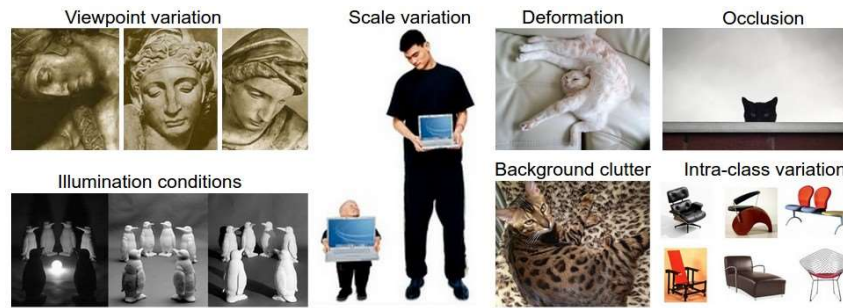 Viewpoint variation
Scale variation
Deformation
Occlusion
Illumination conditions
Background clutter
Intra-class variation